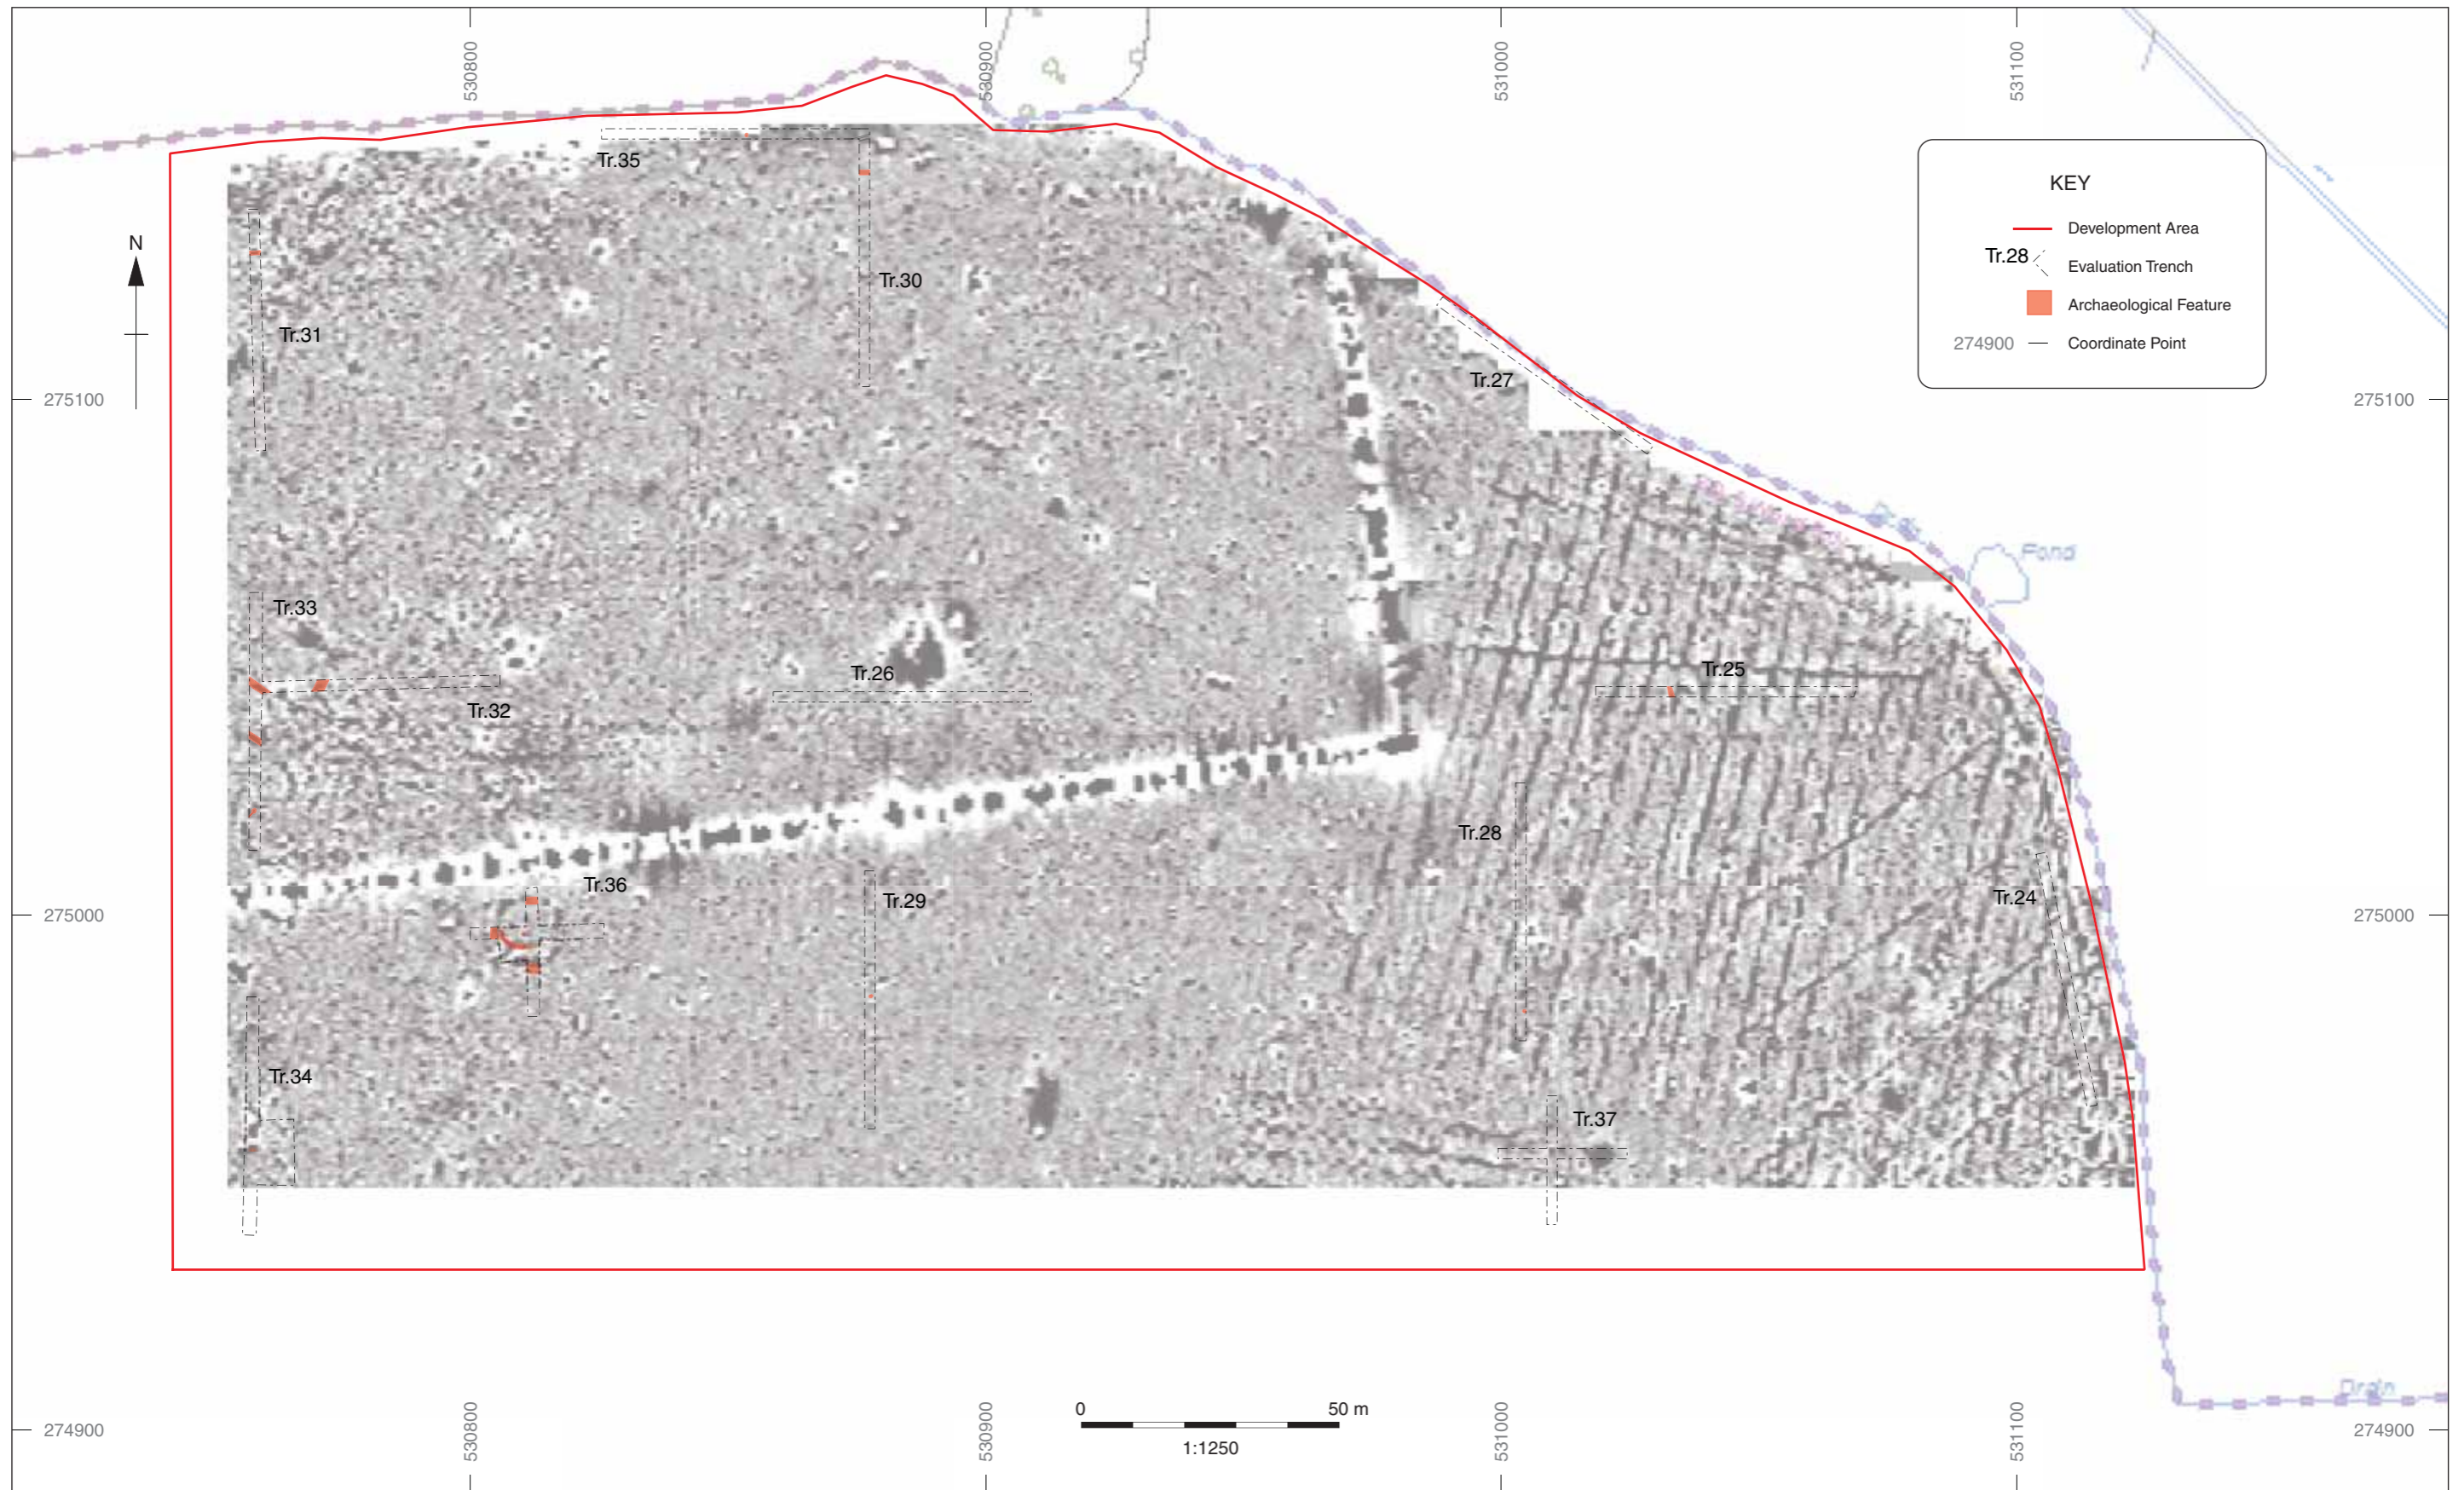 530800
530900
531000
531100
N
KEY
Development Area
Tr.28
Evaluation Trench
Archaeological Feature
274900
Coordinate Point
Tr.35
Tr.30
Tr.31
Tr.27
275100
275100
Pond
Tr.33
Tr.26
Tr.25
Tr.32
Tr.28
Tr.36
Tr.29
Tr.24
275000
275000
Tr.34
Tr.37
Drain
0
50 m
1:1250
274900
274900
530800
530900
531000
531100